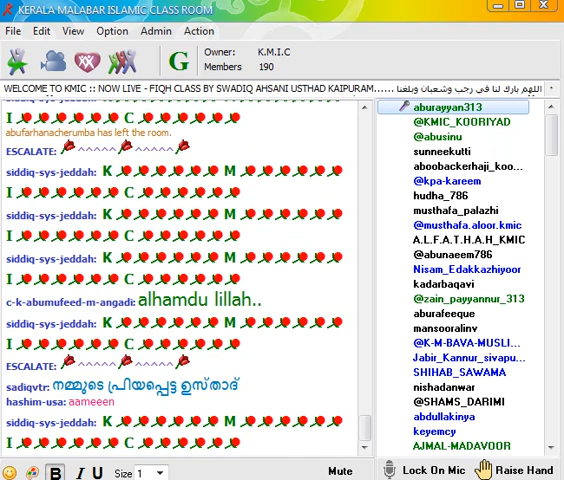 KERALA MALABAR ISLAMIC CLASS ROOM
File Edit View Option Admin Action
G Owner: K.M.I.C
Members 190
WELCOME TO KMIC :: NOW LIVE - FIQH CLASS BY SWADIQ AHSANI USTHAD KAIPURAM...... اللهم بارك لنا في رجب وشعبان وبلغنا
siddiq-sys-jeddah: K M
I C
abufarhanacherumba has left the room.
ESCALATE: ^^^^^ ^^^^^
siddiq-sys-jeddah: K M
I C
siddiq-sys-jeddah: K M
I C
siddiq-sys-jeddah: K M
I C
c-k-abumufeed-m-angadi: alhamdu lillah..
siddiq-sys-jeddah: K M
I C
ESCALATE: ^^^^^ ^^^^^
sadiqvtr: നമ്മുടെ പ്രിയപ്പെട്ട ഉസ്താദ്
hashim-usa: aameeen
siddiq-sys-jeddah: K M
I C
B I U Size 1 Mute
aburayyan313
@KMIC_KOORIYAD
@abusinu
sunneekutti
aboobackerhaji_koo...
@kpa-kareem
hudha_786
musthafa_palazhi
@musthafa.aloor.kmic
A.L.F.A.T.H.A.H_KMIC
@abunaeem786
Nisam_Edakkazhiyoor
kadarbaqavi
@zain_payyannur_313
aburafeeque
mansooralinv
@K-M-BAVA-MUSLI...
Jabir_Kannur_sivapu...
SHIHAB_SAWAMA
nishadanwar
@SHAMS_DARIMI
abdullakinya
keyemcy
AJMAL-MADAVOOR
Lock On Mic Raise Hand